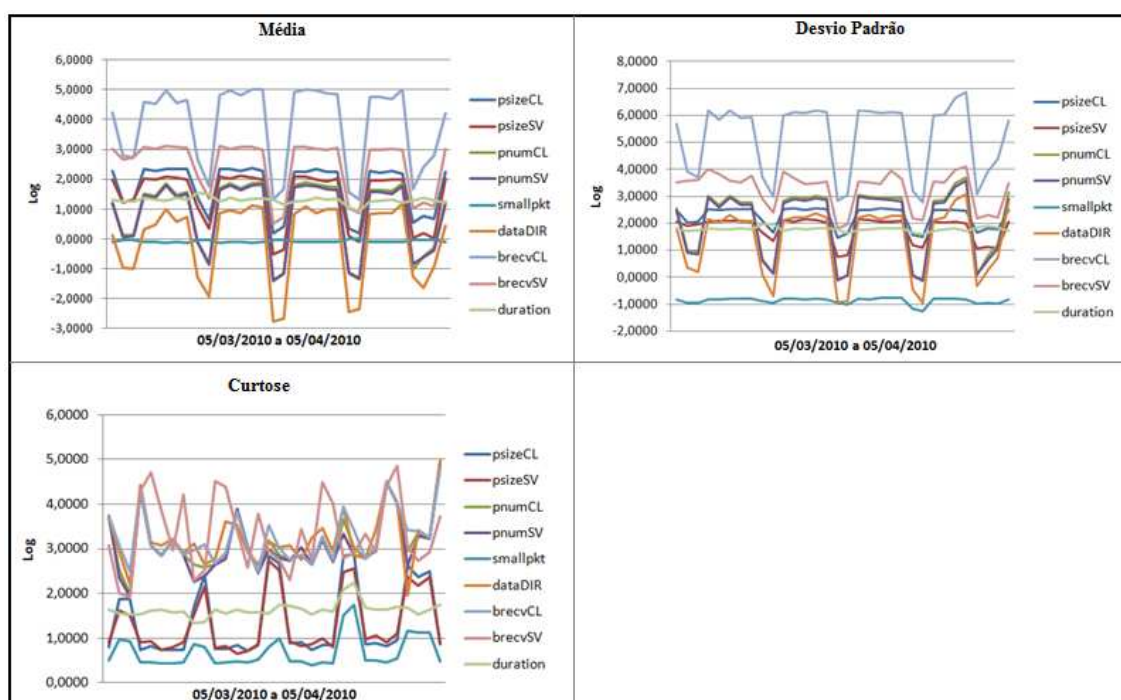 Média
6,0000
5,0000
4,0000
3,0000
2,0000
1,0000
0,0000
-1,0000
-2,0000
-3,0000
Log
05/03/2010 a 05/04/2010
psizeCL
psizeSV
pnumCL
pnumSV
smallpkt
dataDIR
brecvCL
brecvSV
duration
Desvio Padrão
8,0000
7,0000
6,0000
5,0000
4,0000
3,0000
2,0000
1,0000
0,0000
-1,0000
-2,0000
Log
05/03/2010 a 05/04/2010
psizeCL
psizeSV
pnumCL
pnumSV
smallpkt
dataDIR
brecvCL
brecvSV
duration
Curtose
6,0000
5,0000
4,0000
3,0000
2,0000
1,0000
0,0000
Log
05/03/2010 a 05/04/2010
psizeCL
psizeSV
pnumCL
pnumSV
smallpkt
dataDIR
brecvCL
brecvSV
duration